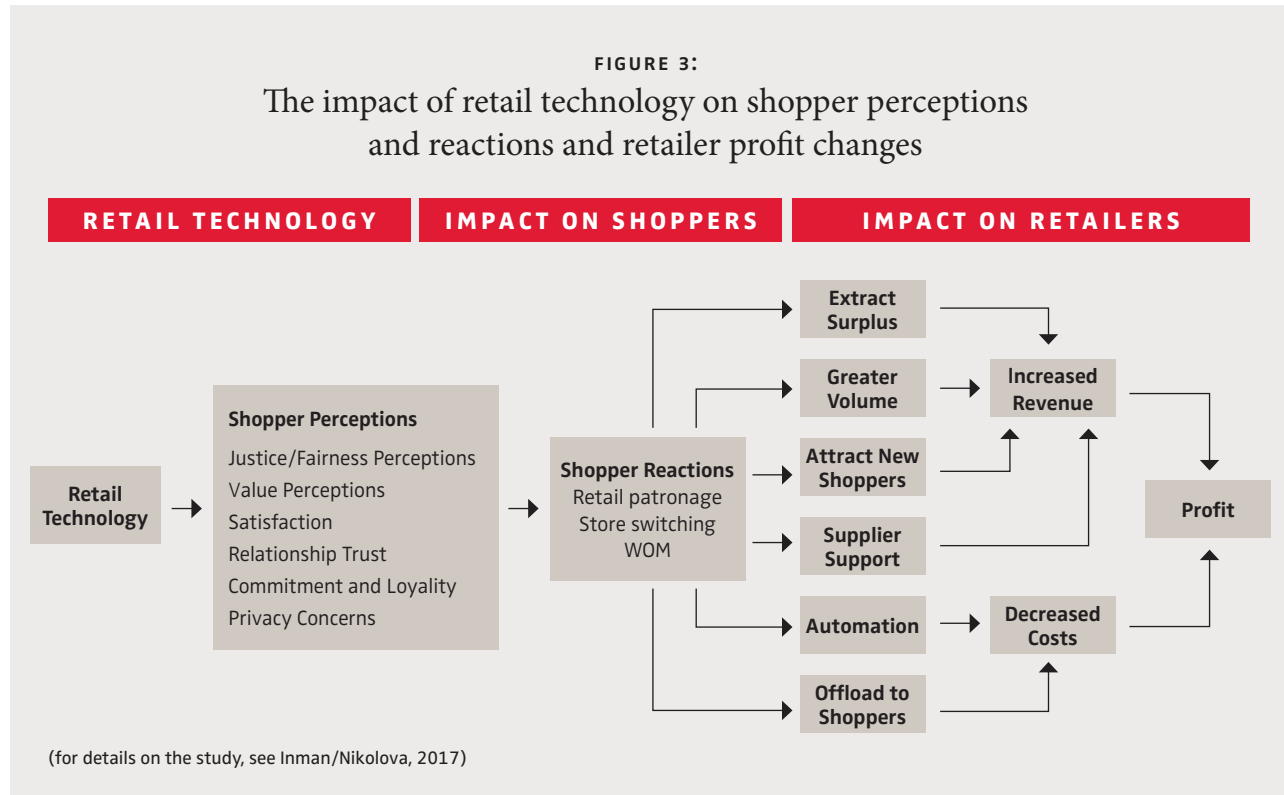 FIGURE 3:
The impact of retail technology on shopper perceptions
and reactions and retailer profit changes
RETAIL TECHNOLOGY
IMPACT ON SHOPPERS
IMPACT ON RETAILERS
Retail
Technology
Shopper Perceptions
Justice/Fairness Perceptions
Value Perceptions
Satisfaction
Relationship Trust
Commitment and Loyality
Privacy Concerns
Shopper Reactions
Retail patronage
Store switching
WOM
Extract
Surplus
Greater
Volume
Attract New
Shoppers
Supplier
Support
Automation
Offload to
Shoppers
Increased
Revenue
Decreased
Costs
Profit
(for details on the study, see Inman/Nikolova, 2017)